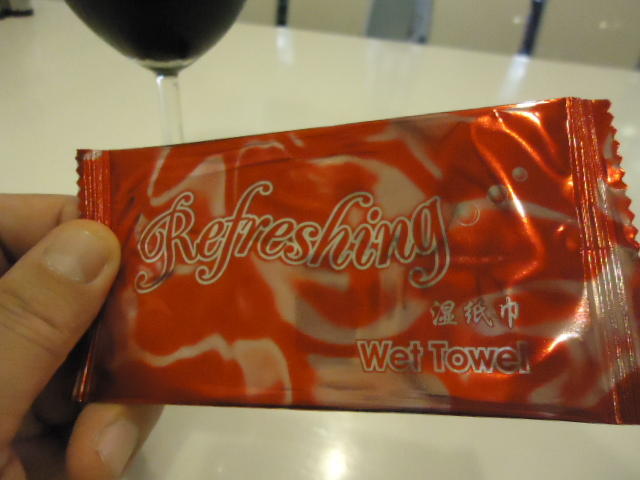 Refreshing
湿纸巾
Wet Towel